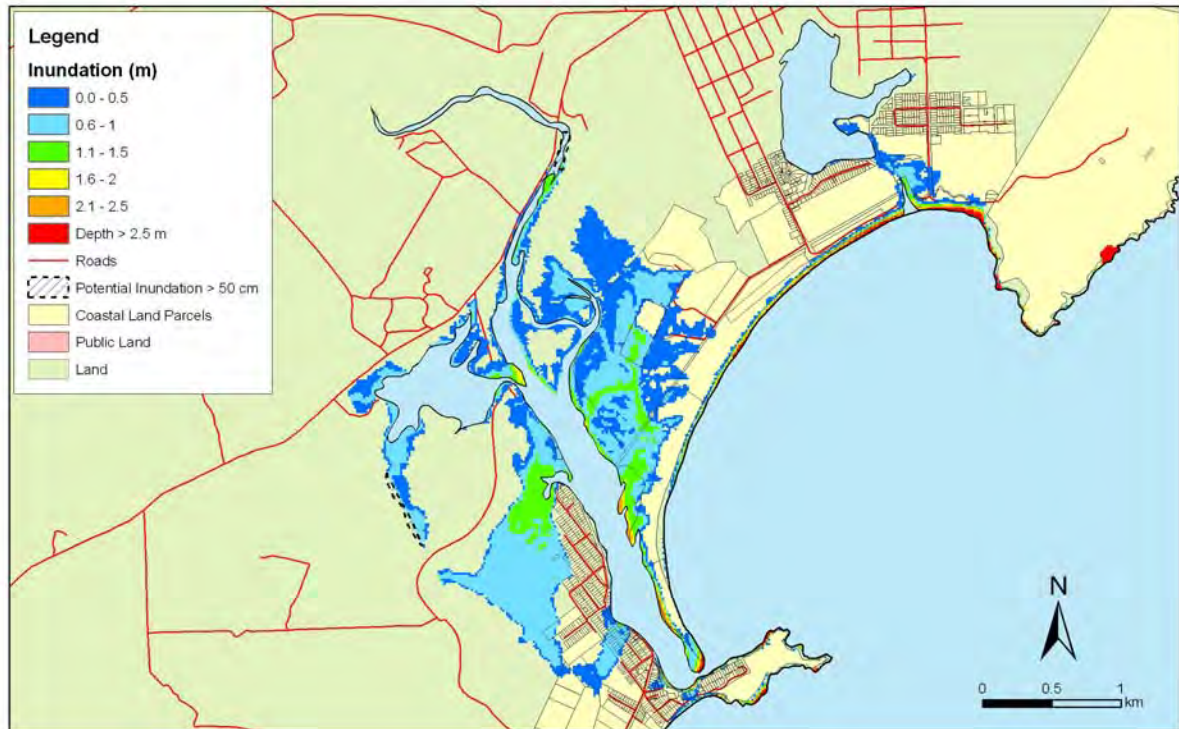 Legend
Inundation (m)
0.0 - 0.5
0.6 - 1
1.1 - 1.5
1.6 - 2
2.1 - 2.5
Depth > 2.5 m
Roads
Potential Inundation > 50 cm
Coastal Land Parcels
Public Land
Land
N
0 0.5 1
km